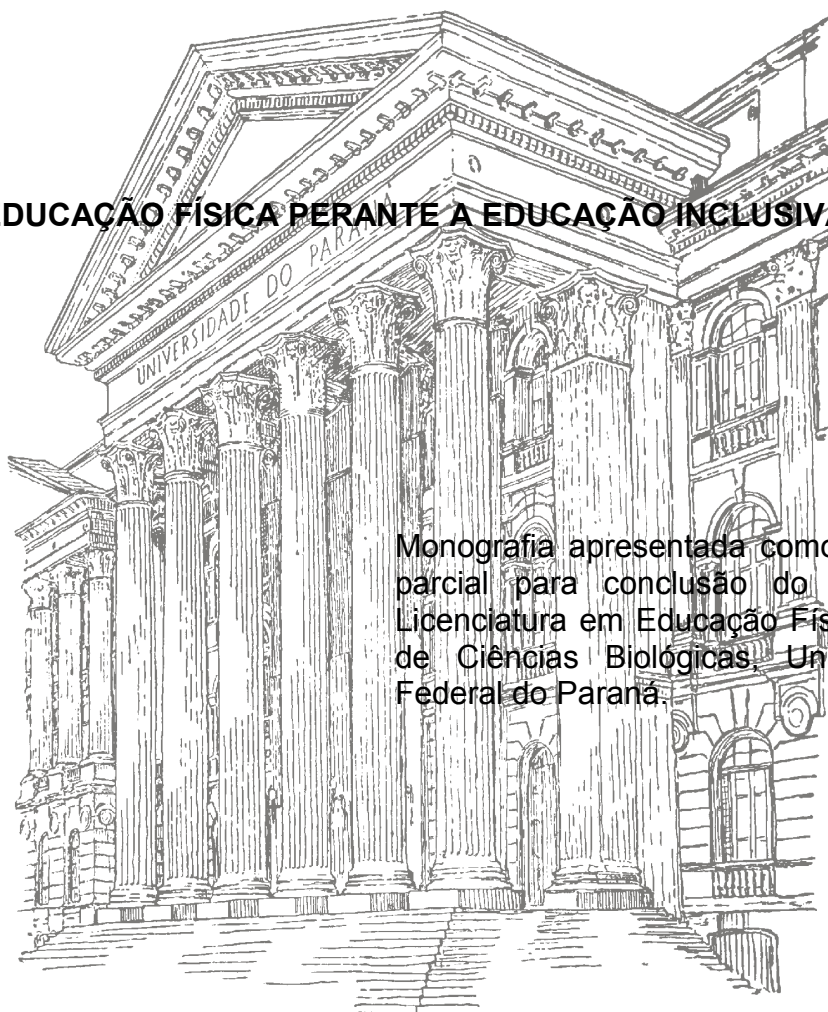 EDUCAÇÃO FÍSICA PERANTE A EDUCAÇÃO INCLUSIVA
UNIVERSIDADE DO PARANÁ
Monografia apresentada como
parcial para conclusão do
Licenciatura em Educação Fís
de Ciências Biológicas, Un
Federal do Paraná.